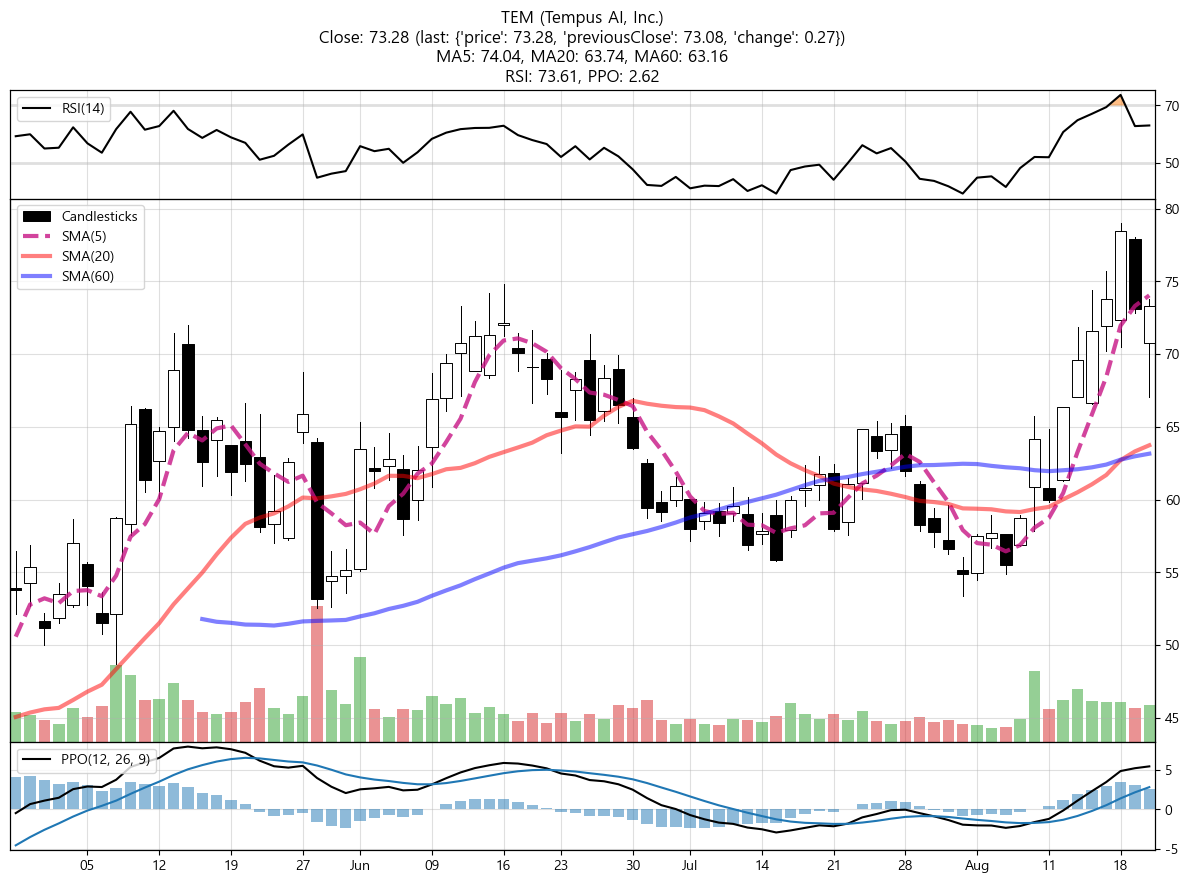 TEM (Tempus AI, Inc.)
Close: 73.28 (last: {'price': 73.28, 'previousClose': 73.08, 'change': 0.27})
MA5: 74.04, MA20: 63.74, MA60: 63.16
RSI: 73.61, PPO: 2.62
RSI(14)
70
50
Candlesticks
SMA(5)
SMA(20)
SMA(60)
80
75
70
65
60
55
50
45
PPO(12, 26, 9)
5
0
-5
05 12 19 27 Jun 09 16 23 30 Jul 14 21 28 Aug 11 18